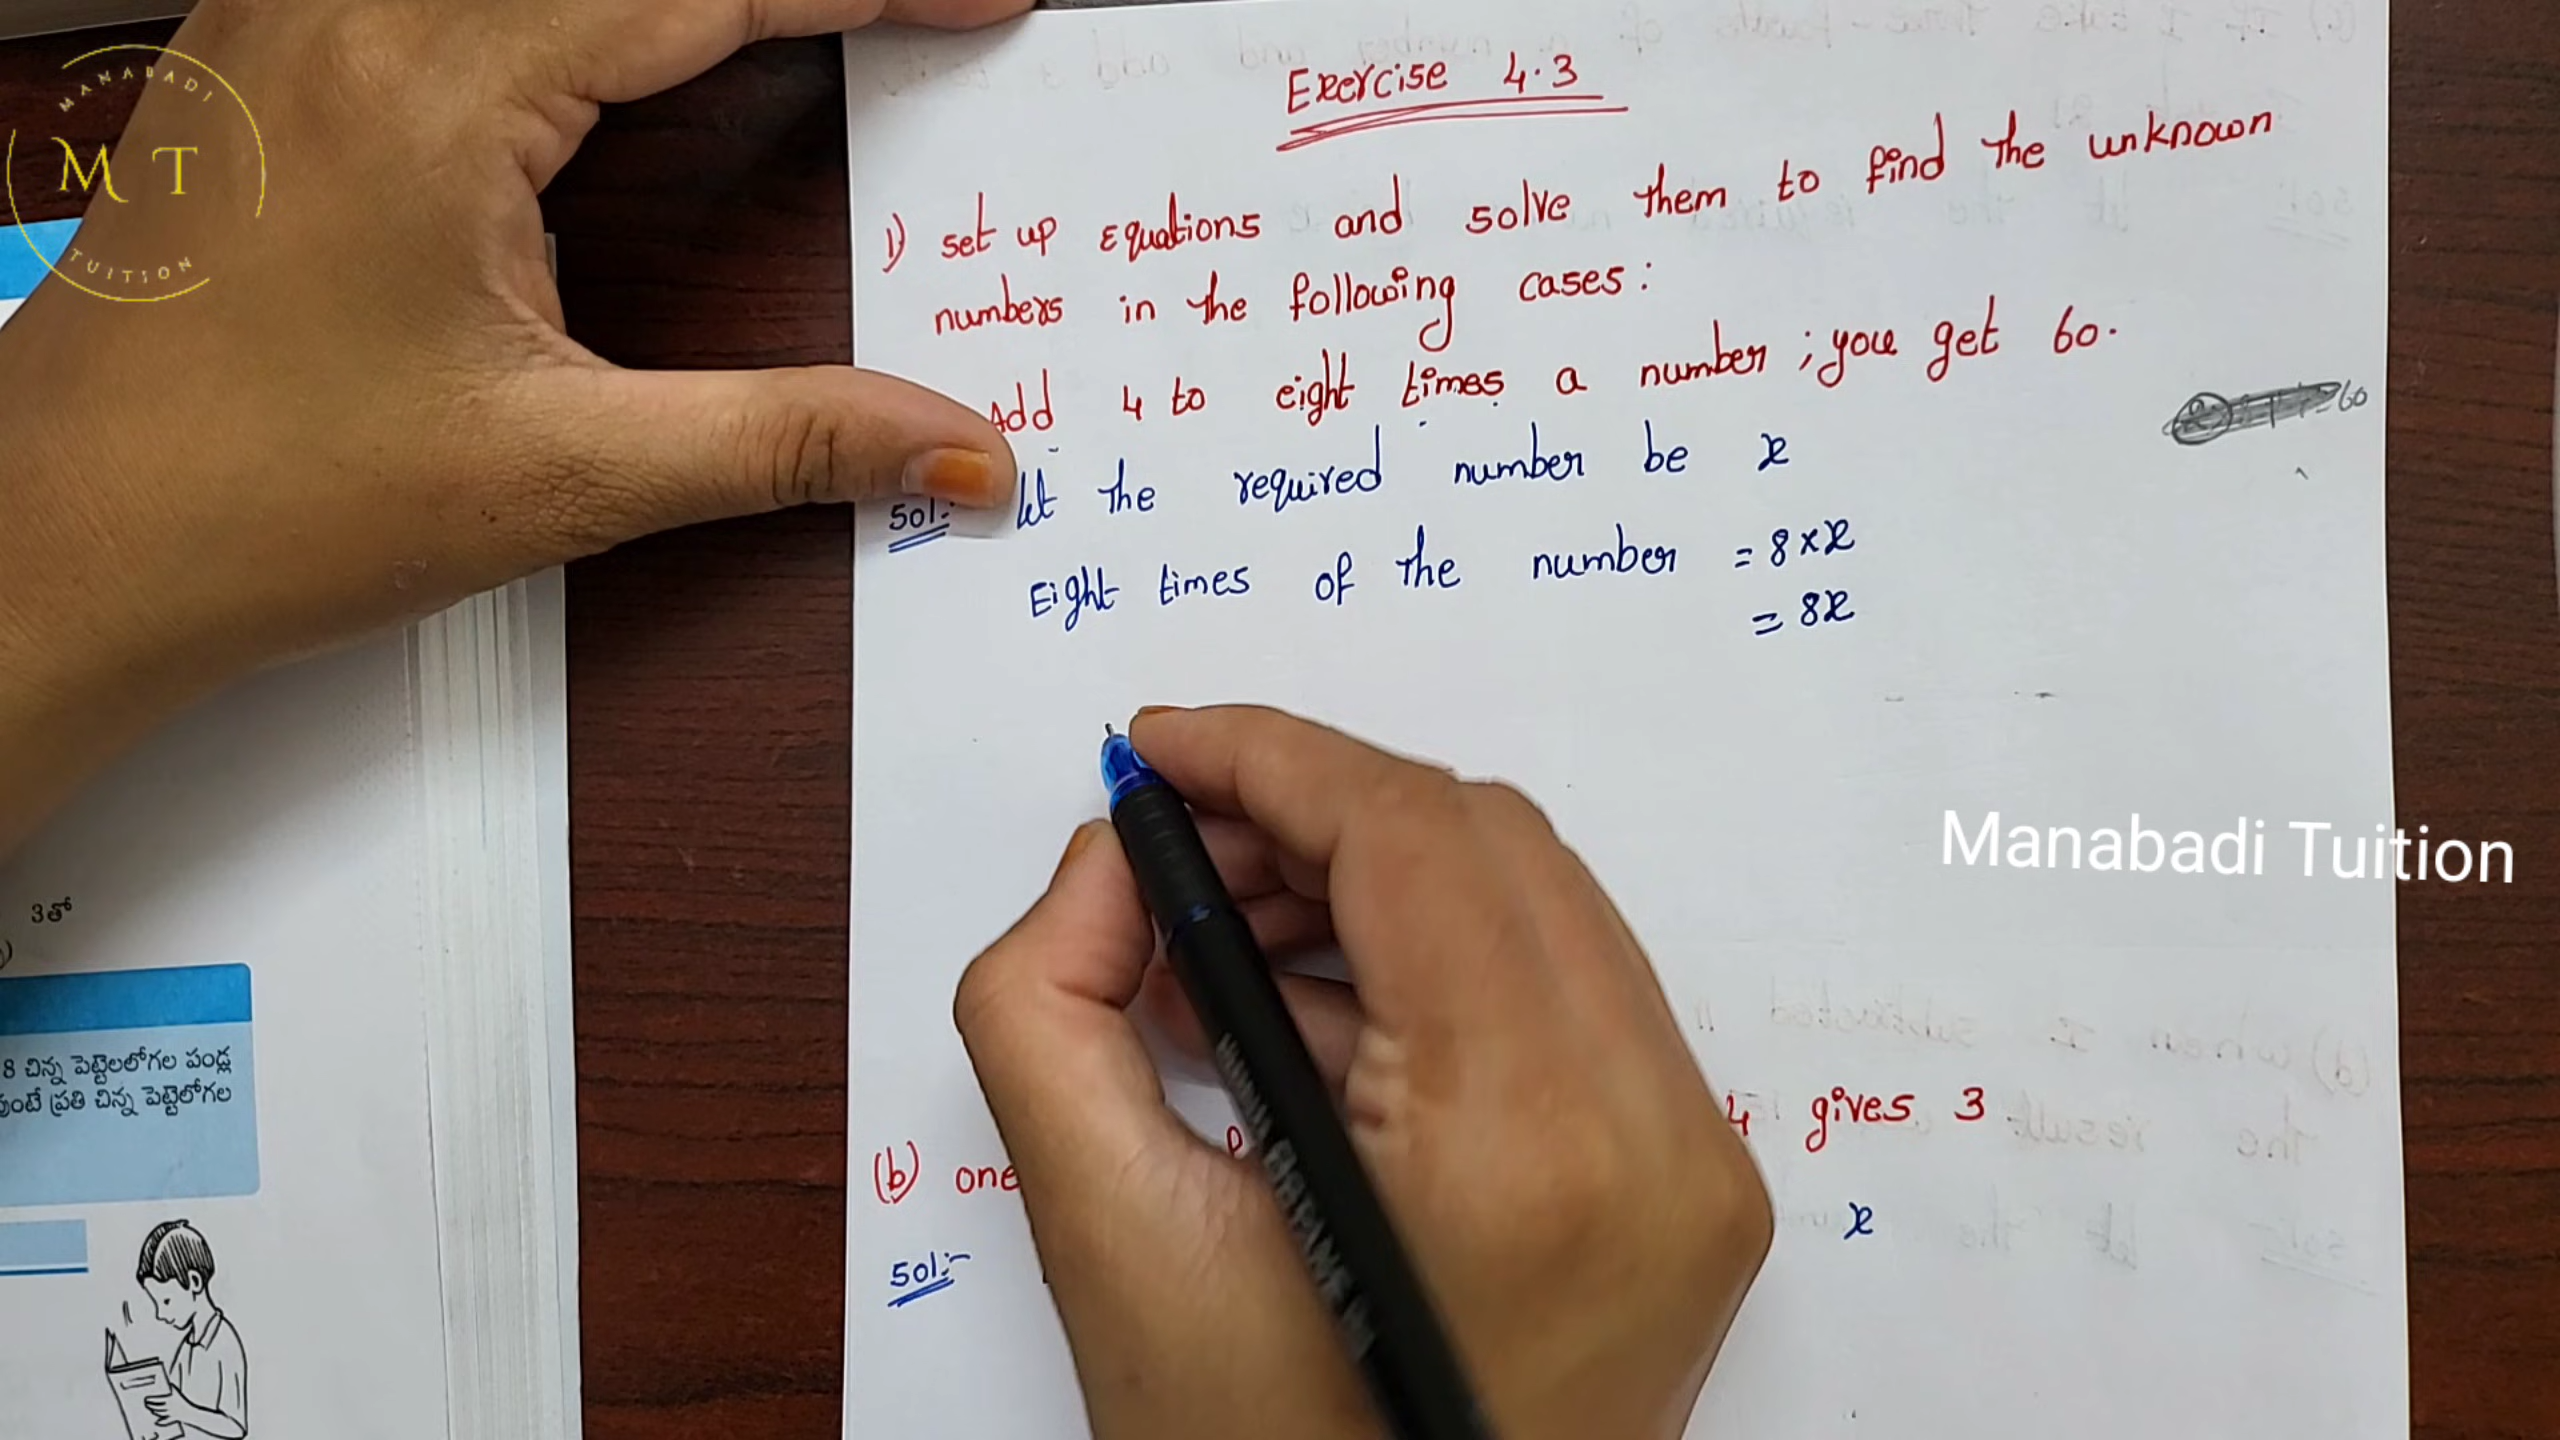 MANABADI
M T
TUITION
Exercise 4.3
1) set up Equations and solve them to find the unknown
numbers in the following cases:
Add 4 to eight times a number; you get 60.
Sol:- Let the required number be x
Eight times of the number = 8×x
= 8x
60
Manabadi Tuition
(b) one 4 gives 3
Sol:- x
3తో
8 చిన్న పెట్టెలలోగల పండ్ల
వుంటే ప్రతి చిన్న పెట్టెలోగల